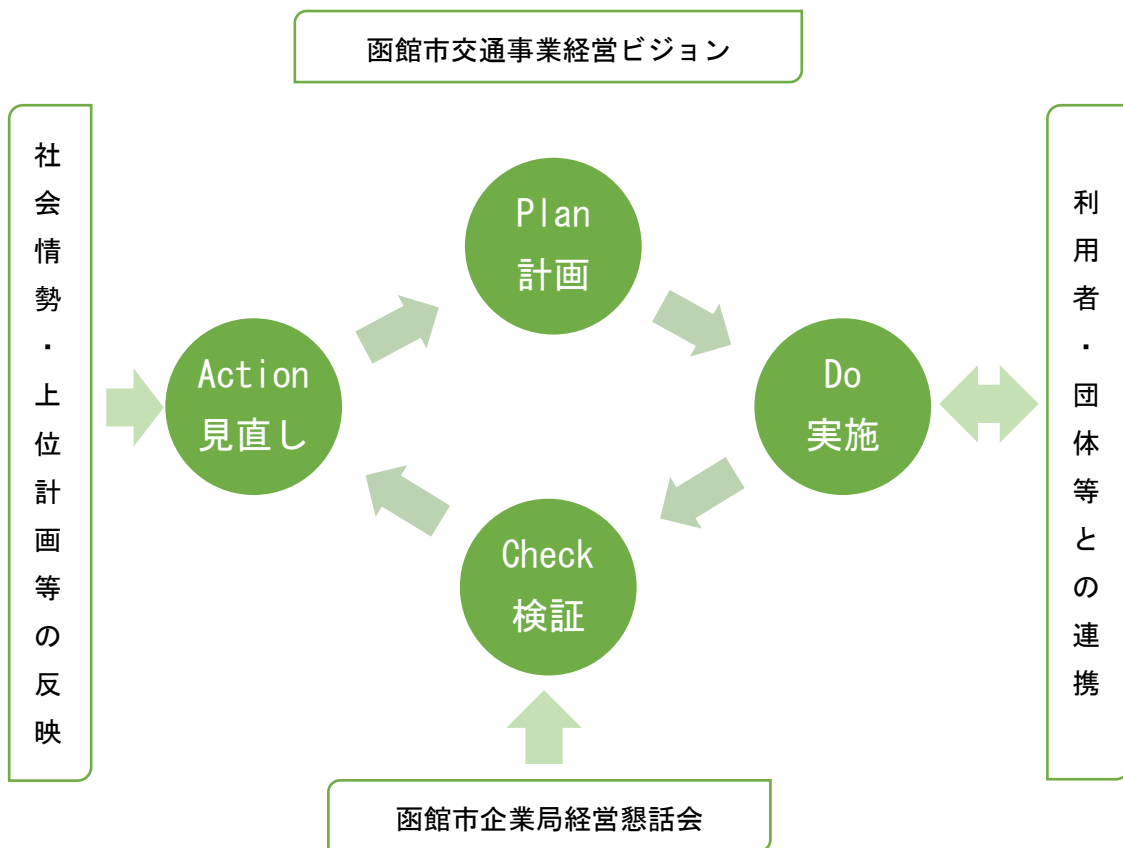 函館市交通事業経営ビジョン
社会情勢・上位計画等の反映
Plan
計画
Action
見直し
Do
実施
Check
検証
利用者・団体等との連携
函館市企業局経営懇話会